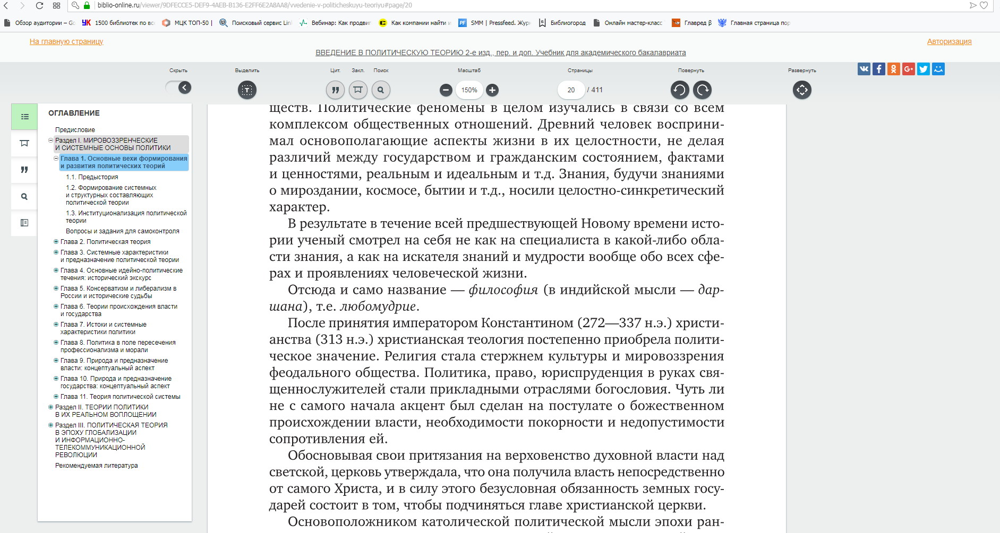 biblio-online.ru/viewer/9DFECCE5-DEF9-4AEB-B136-E2FF6E2A8AA8/vvedenie-v-politicheskuyu-teoriyu#page/20
Обзор аудитории – Go
1500 библиотек по вс
МЦК ТОП-50 |
Поисковый сервис Lin
Вебинар: Как продвиг
Как компании найти и
SMM | Pressfeed. Жур
Библиогород
Онлайн мастер-класс
Главред β
Главная страница пор
На главную страницу
Авторизация
ВВЕДЕНИЕ В ПОЛИТИЧЕСКУЮ ТЕОРИЮ 2-е изд., пер. и доп. Учебник для академического бакалавриата
Скрыть
Выделить
Цит.
Закл.
Поиск
Масштаб
Страницы
Повернуть
Развернуть
150%
20 / 411
ОГЛАВЛЕНИЕ
Предисловие
Раздел I. МИРОВОЗЗРЕНЧЕСКИЕ
И СИСТЕМНЫЕ ОСНОВЫ ПОЛИТИКИ
Глава 1. Основные вехи формирования
и развития политических теорий
1.1. Предыстория
1.2. Формирование системных
и структурных составляющих
политической теории
1.3. Институционализация политической
теории
Вопросы и задания для самоконтроля
Глава 2. Политическая теория
Глава 3. Системные характеристики
и предназначение политической теории
Глава 4. Основные идейно-политические
течения: исторический экскурс
Глава 5. Консерватизм и либерализм в
России и исторические судьбы
Глава 6. Теории происхождения власти
и государства
Глава 7. Истоки и системные
характеристики политики
Глава 8. Политика в поле пересечения
профессионализма и морали
Глава 9. Природа и предназначение
власти: концептуальный аспект
Глава 10. Природа и предназначение
государства: концептуальный аспект
Глава 11. Теория политической системы
Раздел II. ТЕОРИИ ПОЛИТИКИ
В ИХ РЕАЛЬНОМ ВОПЛОЩЕНИИ
Раздел III. ПОЛИТИЧЕСКАЯ ТЕОРИЯ
В ЭПОХУ ГЛОБАЛИЗАЦИИ
И ИНФОРМАЦИОННО-
ТЕЛЕКОММУНИКАЦИОННОЙ
РЕВОЛЮЦИИ
Рекомендуемая литература
ществ. Политические феномены в целом изучались в связи со всем
комплексом общественных отношений. Древний человек восприни-
мал основополагающие аспекты жизни в их целостности, не делая
различий между государством и гражданским состоянием, фактами
и ценностями, реальным и идеальным и т.д. Знания, будучи знаниями
о мироздании, космосе, бытии и т.д., носили целостно-синкретический
характер.
В результате в течение всей предшествующей Новому времени исто-
рии ученый смотрел на себя не как на специалиста в какой-либо обла-
сти знания, а как на искателя знаний и мудрости вообще обо всех сфе-
рах и проявлениях человеческой жизни.
Отсюда и само название — философия (в индийской мысли — дар-
шана), т.е. любомудрие.
После принятия императором Константином (272—337 н.э.) христи-
анства (313 н.э.) христианская теология постепенно приобрела полити-
ческое значение. Религия стала стержнем культуры и мировоззрения
феодального общества. Политика, право, юриспруденция в руках свя-
щеннослужителей стали прикладными отраслями богословия. Чуть ли
не с самого начала акцент был сделан на постулате о божественном
происхождении власти, необходимости покорности и недопустимости
сопротивления ей.
Обосновывая свои притязания на верховенство духовной власти над
светской, церковь утверждала, что она получила власть непосредственно
от самого Христа, и в силу этого безусловная обязанность земных госу-
дарей состоит в том, чтобы подчиняться главе христианской церкви.
Основоположником католической политической мысли эпохи ран-